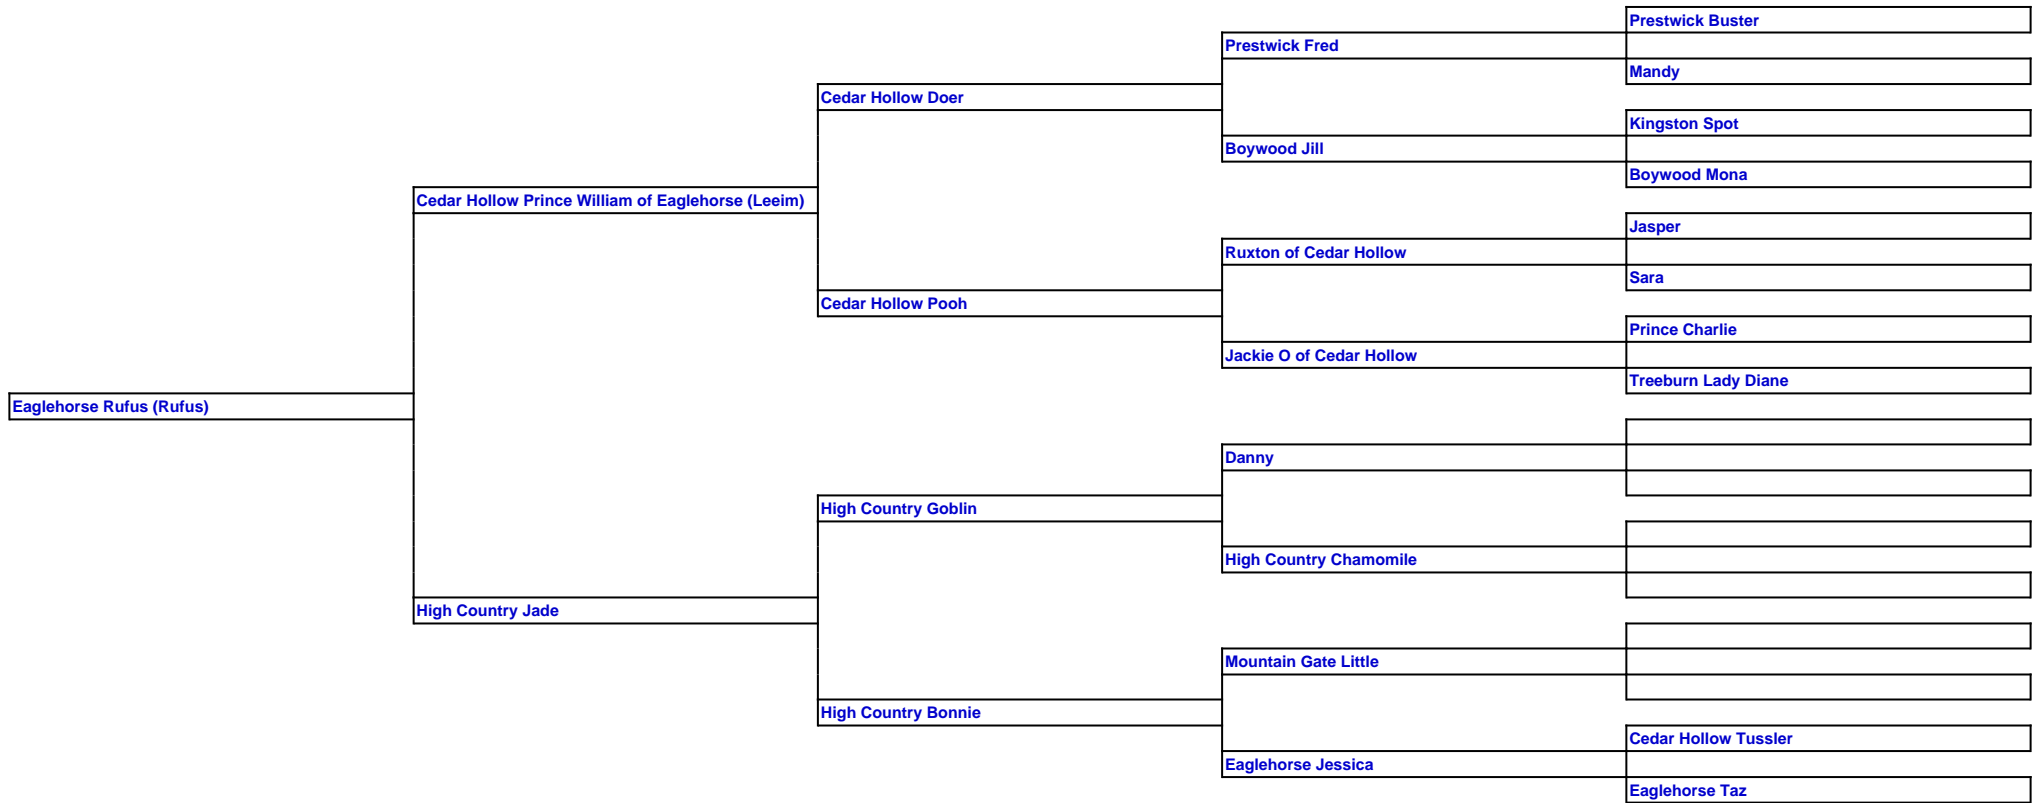 Prestwick Buster
Prestwick Fred
Mandy
Cedar Hollow Doer
Kingston Spot
Boywood Jill
Boywood Mona
Cedar Hollow Prince William of Eaglehorse (Leeim)
Jasper
Ruxton of Cedar Hollow
Sara
Cedar Hollow Pooh
Prince Charlie
Jackie O of Cedar Hollow
Treeburn Lady Diane
Eaglehorse Rufus (Rufus)
Danny
High Country Goblin
High Country Chamomile
High Country Jade
Mountain Gate Little
High Country Bonnie
Cedar Hollow Tussler
Eaglehorse Jessica
Eaglehorse Taz